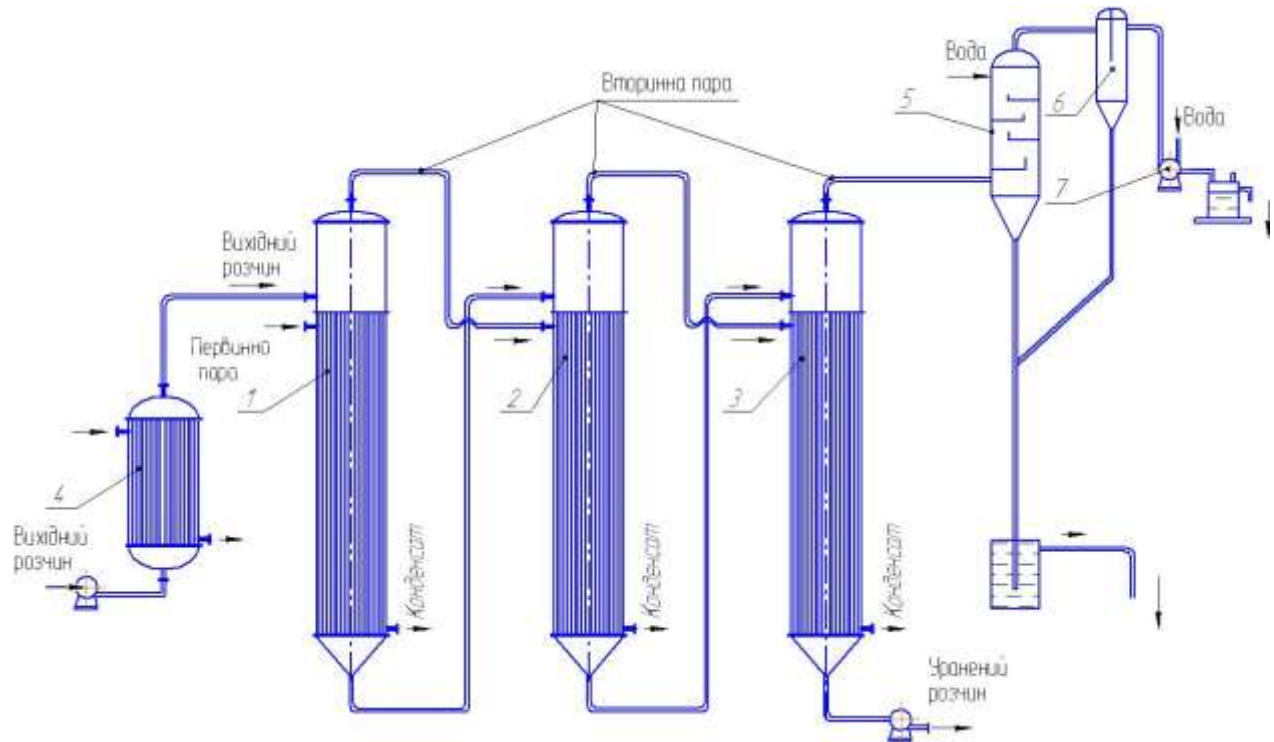 Вода
6
5
Вторинна пара
Вода
7
Вихідний
розчин
Первинна
пара
1
2
3
4
Вихідний
розчин
Конденсат
Конденсат
Конденсат
Уранений
розчин